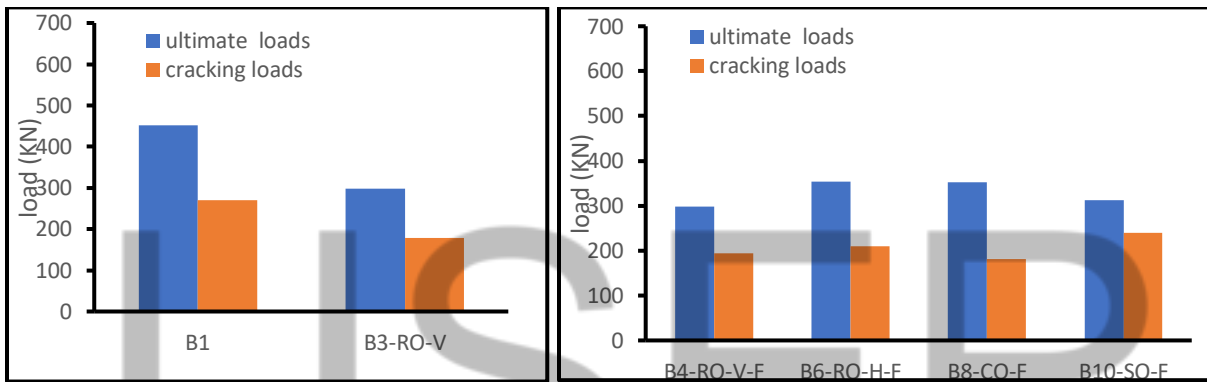 700
600
500
400
300
200
100
0
load (KN)
ultimate loads
cracking loads
B1 B3-RO-V
700
600
500
400
300
200
100
0
load (KN)
ultimate loads
cracking loads
B4-RO-V-F B6-RO-H-F B8-CO-F B10-SO-F